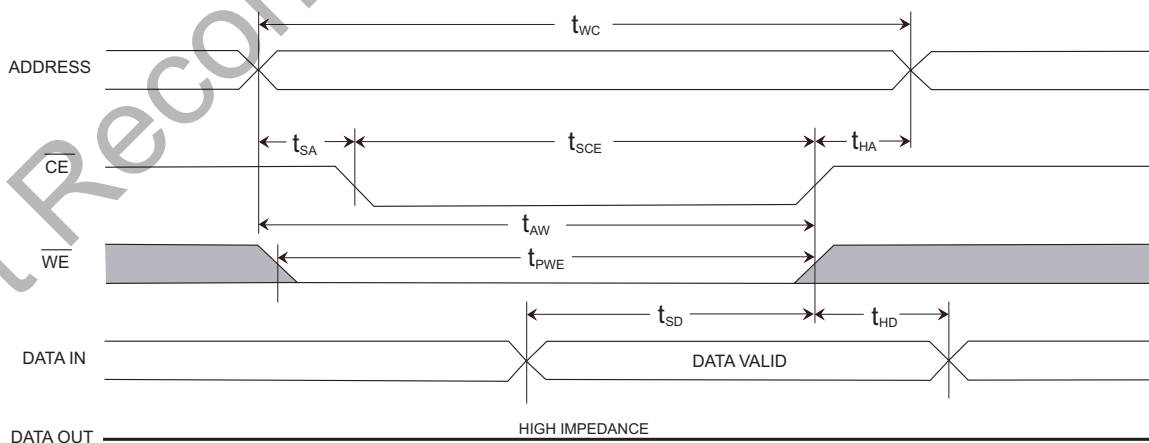 t Recom
tWC
ADDRESS
tSA
tSCE
tHA
CE
tAW
WE
tPWE
tSD
tHD
DATA IN
DATA VALID
HIGH IMPEDANCE
DATA OUT